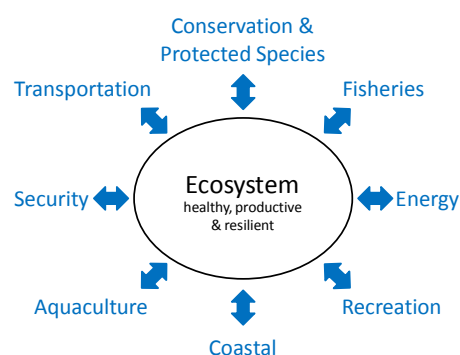 Conservation &
Protected Species
Transportation
Fisheries
Security
Ecosystem
healthy, productive
& resilient
Energy
Aquaculture
Recreation
Coastal